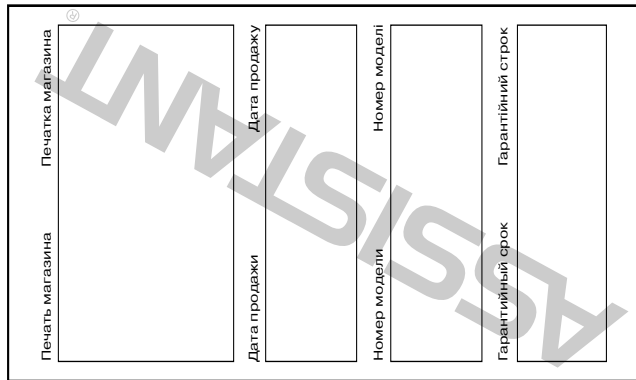 Печать магазина Печатка магазина
Дата продажи Дата продажу
Номер модели Номер моделі
Гарантийный срок Гарантійний строк
ASSISTANT®